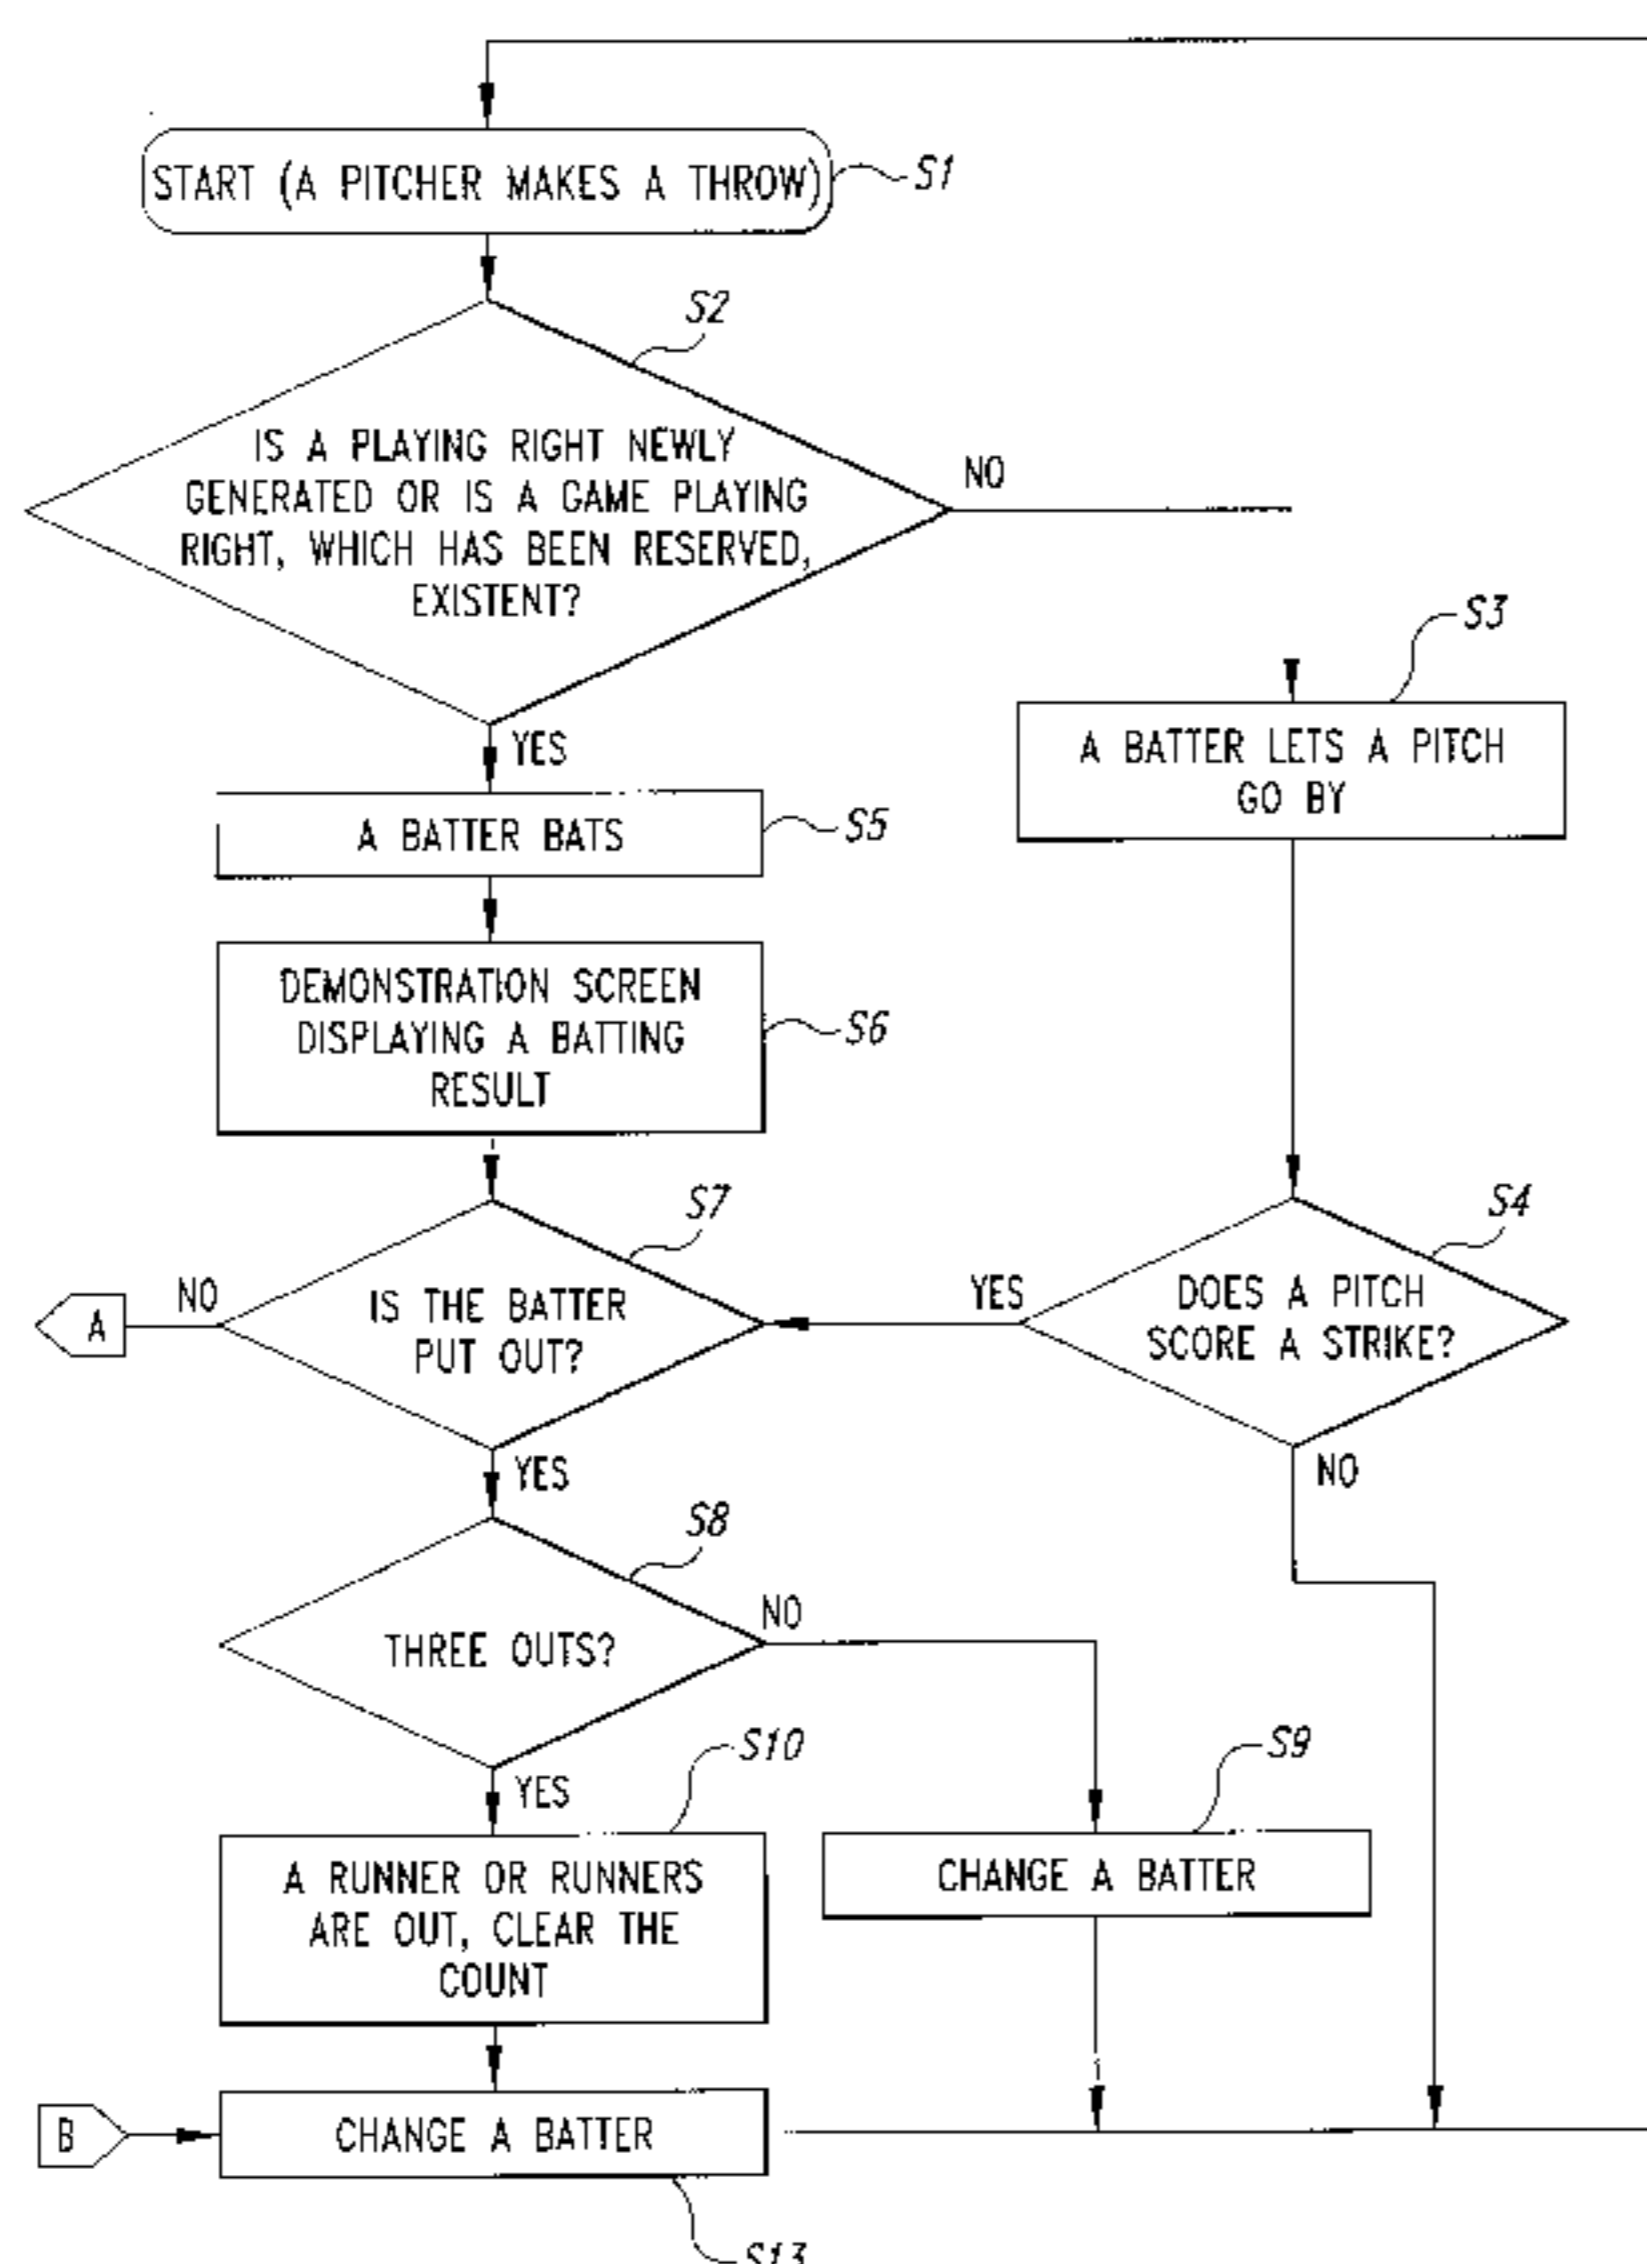 START (A PITCHER MAKES A THROW)
S1
S2
IS A PLAYING RIGHT NEWLY
GENERATED OR IS A GAME PLAYING
RIGHT, WHICH HAS BEEN RESERVED,
EXISTENT?
NO
YES
S3
A BATTER LETS A PITCH
GO BY
A BATTER BATS
S5
DEMONSTRATION SCREEN
DISPLAYING A BATTING
RESULT
S6
S7
IS THE BATTER
PUT OUT?
NO
A
YES
S4
DOES A PITCH
SCORE A STRIKE?
YES
NO
S8
THREE OUTS?
NO
YES
S10
A RUNNER OR RUNNERS
ARE OUT, CLEAR THE
COUNT
S9
CHANGE A BATTER
B
CHANGE A BATTER
S13